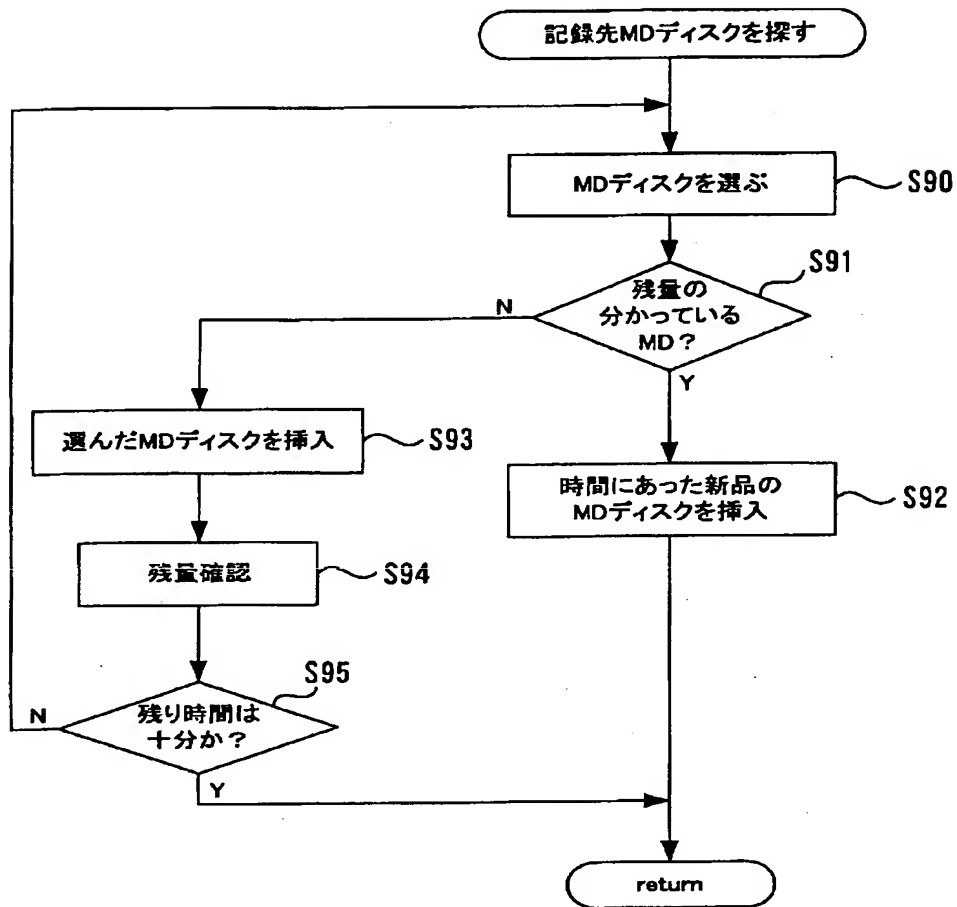 記録先MDディスクを探す
MDディスクを選ぶ
S90
S91
残量の
分かっている
MD?
N
Y
選んだMDディスクを挿入
S93
時間にあった新品の
MDディスクを挿入
S92
残量確認
S94
S95
残り時間は
十分か?
N
Y
return